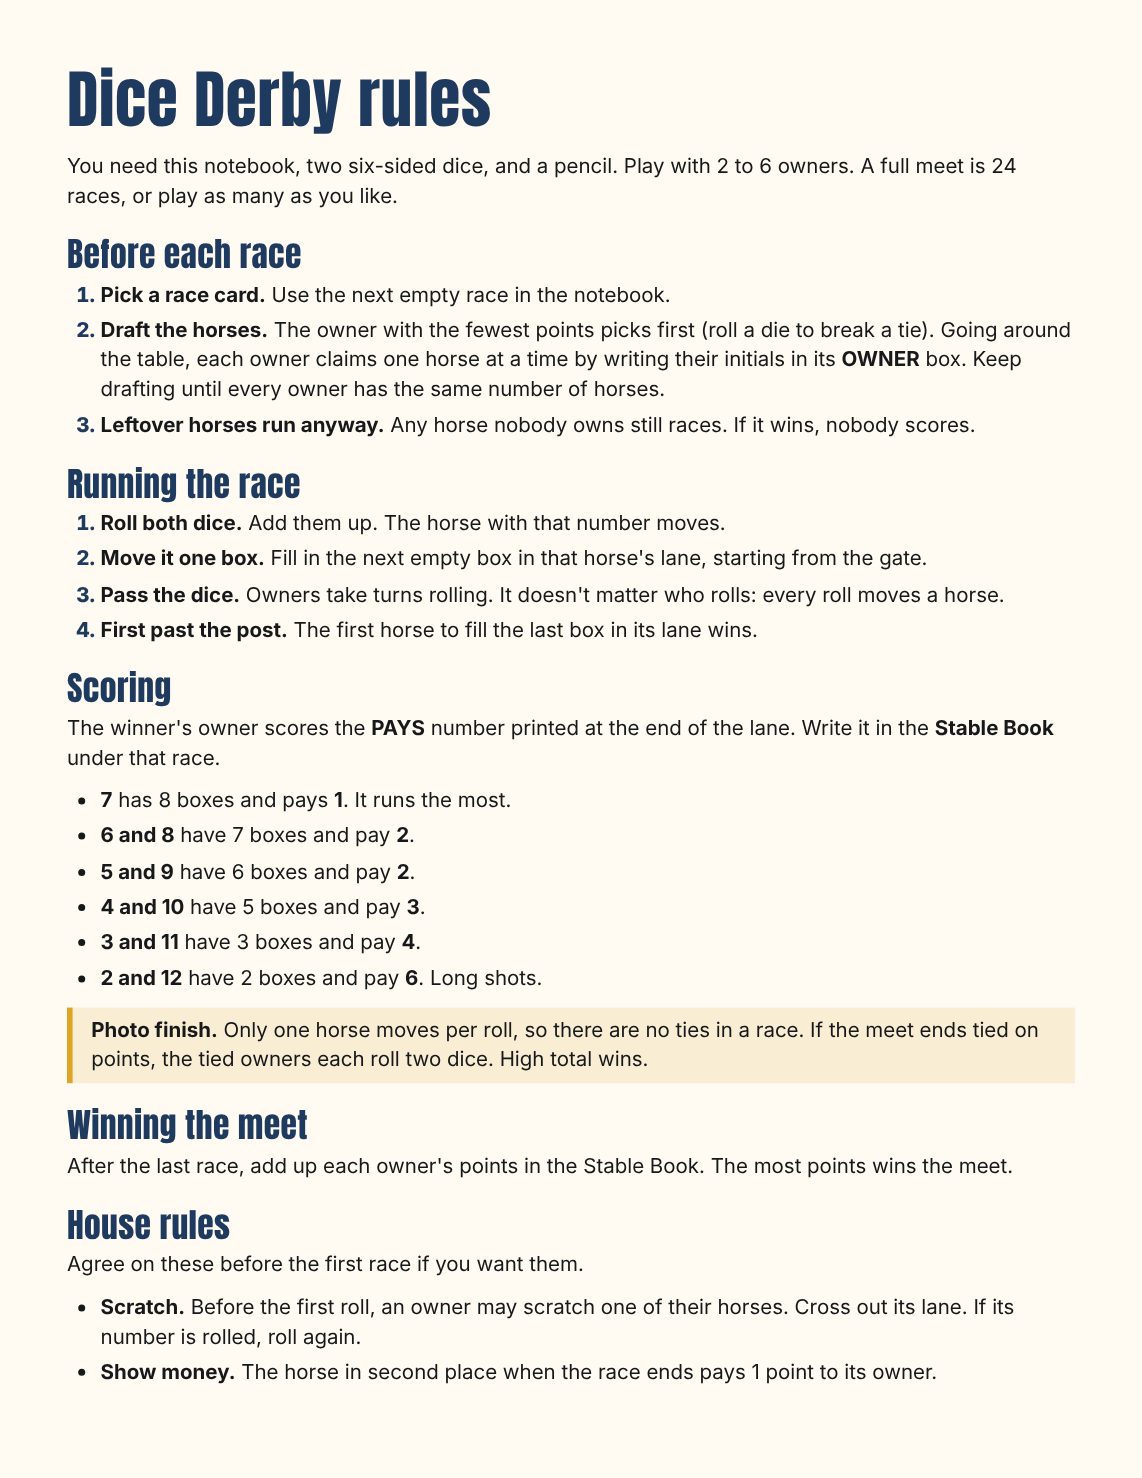 Dice Derby rules
You need this notebook, two six-sided dice, and a pencil. Play with 2 to 6 owners. A full meet is 24
races, or play as many as you like.
Before each race
1. Pick a race card. Use the next empty race in the notebook.
2. Draft the horses. The owner with the fewest points picks first (roll a die to break a tie). Going around
the table, each owner claims one horse at a time by writing their initials in its OWNER box. Keep
drafting until every owner has the same number of horses.
3. Leftover horses run anyway. Any horse nobody owns still races. If it wins, nobody scores.
Running the race
1. Roll both dice. Add them up. The horse with that number moves.
2. Move it one box. Fill in the next empty box in that horse's lane, starting from the gate.
3. Pass the dice. Owners take turns rolling. It doesn't matter who rolls: every roll moves a horse.
4. First past the post. The first horse to fill the last box in its lane wins.
Scoring
The winner's owner scores the PAYS number printed at the end of the lane. Write it in the Stable Book
under that race.
• 7 has 8 boxes and pays 1. It runs the most.
• 6 and 8 have 7 boxes and pay 2.
• 5 and 9 have 6 boxes and pay 2.
• 4 and 10 have 5 boxes and pay 3.
• 3 and 11 have 3 boxes and pay 4.
• 2 and 12 have 2 boxes and pay 6. Long shots.
Photo finish. Only one horse moves per roll, so there are no ties in a race. If the meet ends tied on
points, the tied owners each roll two dice. High total wins.
Winning the meet
After the last race, add up each owner's points in the Stable Book. The most points wins the meet.
House rules
Agree on these before the first race if you want them.
• Scratch. Before the first roll, an owner may scratch one of their horses. Cross out its lane. If its
number is rolled, roll again.
• Show money. The horse in second place when the race ends pays 1 point to its owner.